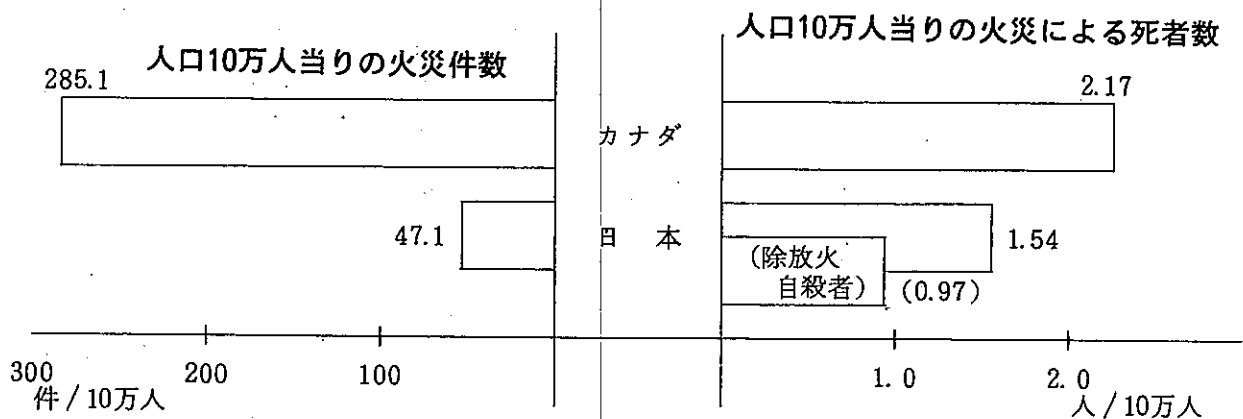 人口10万人当りの火災件数
人口10万人当りの火災による死者数
285.1
カナダ
2.17
47.1
日 本
1.54
(除放火
自殺者)
(0.97)
300
200
100
1.0
2.0
件/10万人
人/10万人